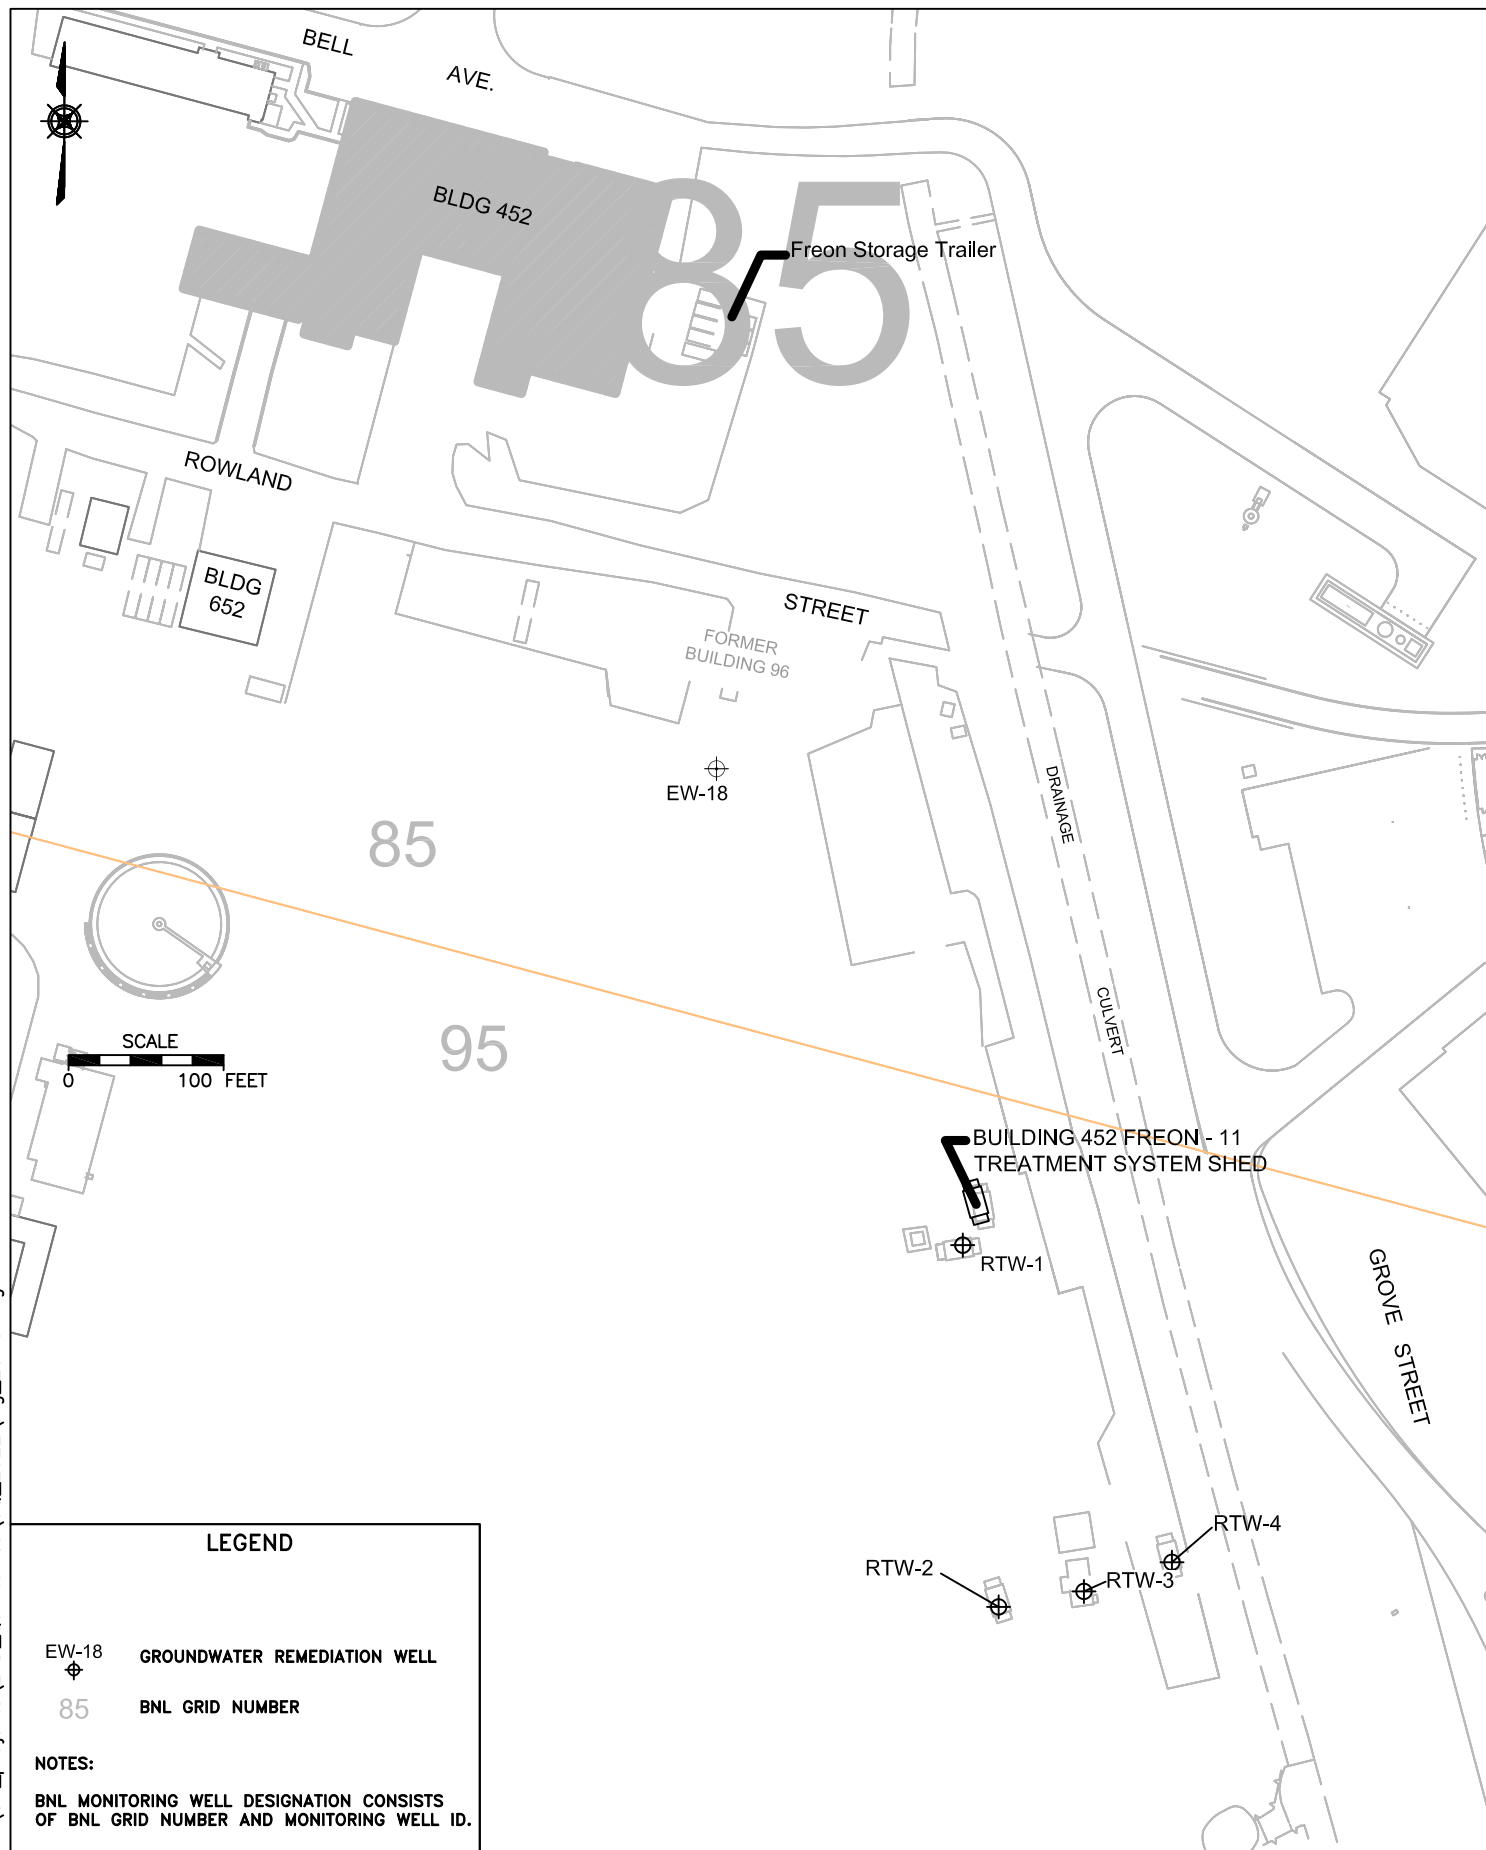 BELL
AVE.
BLDG 452
85
Freon Storage Trailer
ROWLAND
BLDG
652
STREET
FORMER
BUILDING 96
EW-18
DRAINAGE
85
CULVERT
95
SCALE
0 100 FEET
BUILDING 452 FREON - 11
TREATMENT SYSTEM SHED
RTW-1
GROVE STREET
RTW-4
RTW-2
RTW-3
LEGEND
EW-18
GROUNDWATER REMEDIATION WELL
85
BNL GRID NUMBER
NOTES:
BNL MONITORING WELL DESIGNATION CONSISTS
OF BNL GRID NUMBER AND MONITORING WELL ID.